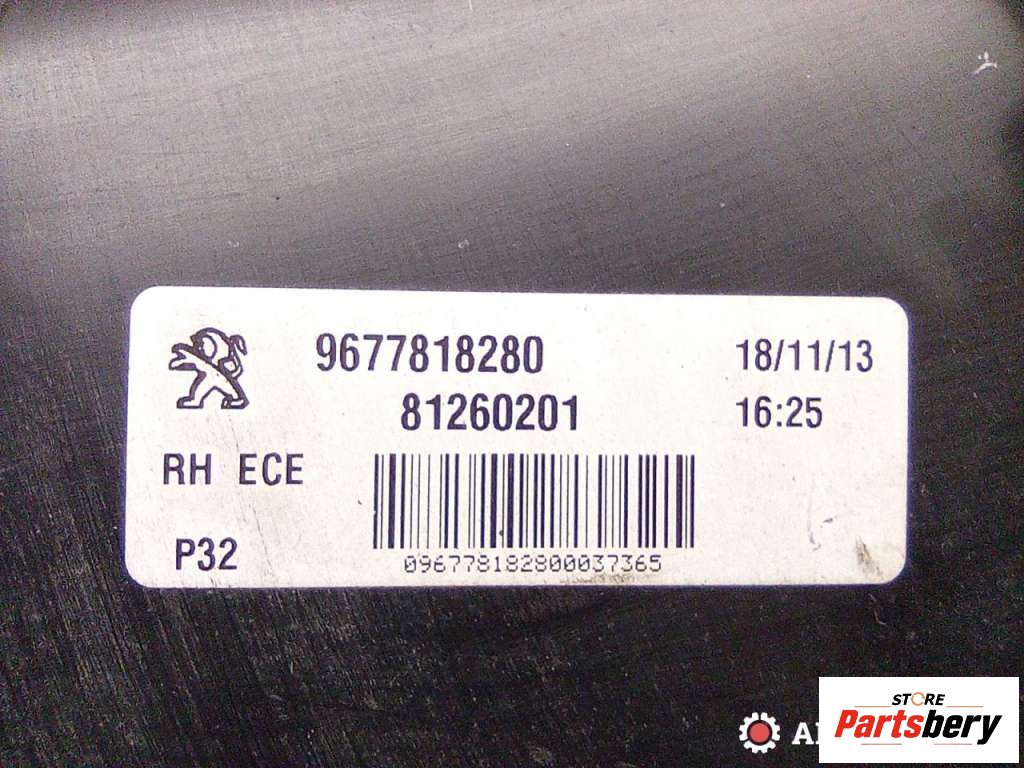 9677818280 18/11/13
81260201 16:25
RH ECE
P32
096778182800037365
STORE
Partsbery